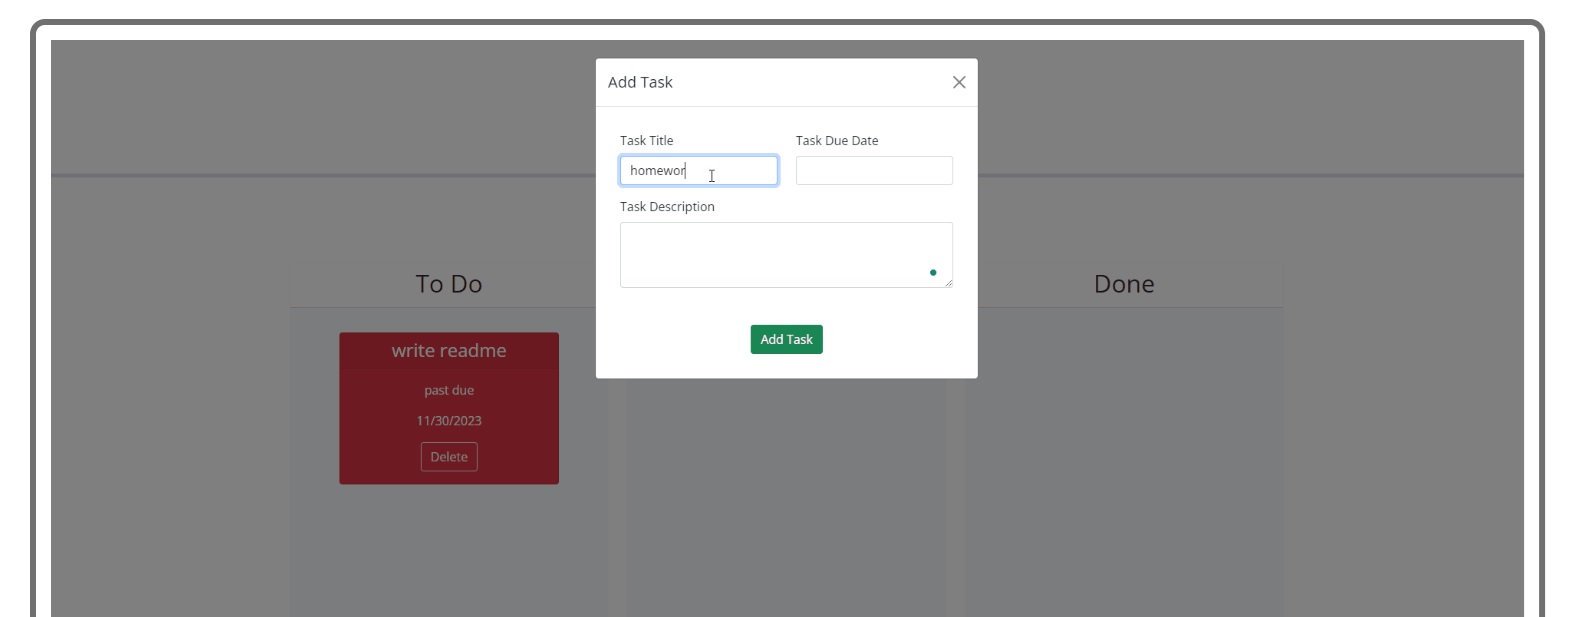 Add Task
Task Title
Task Due Date
homewor
Task Description
Add Task
To Do
Done
write readme
past due
11/30/2023
Delete